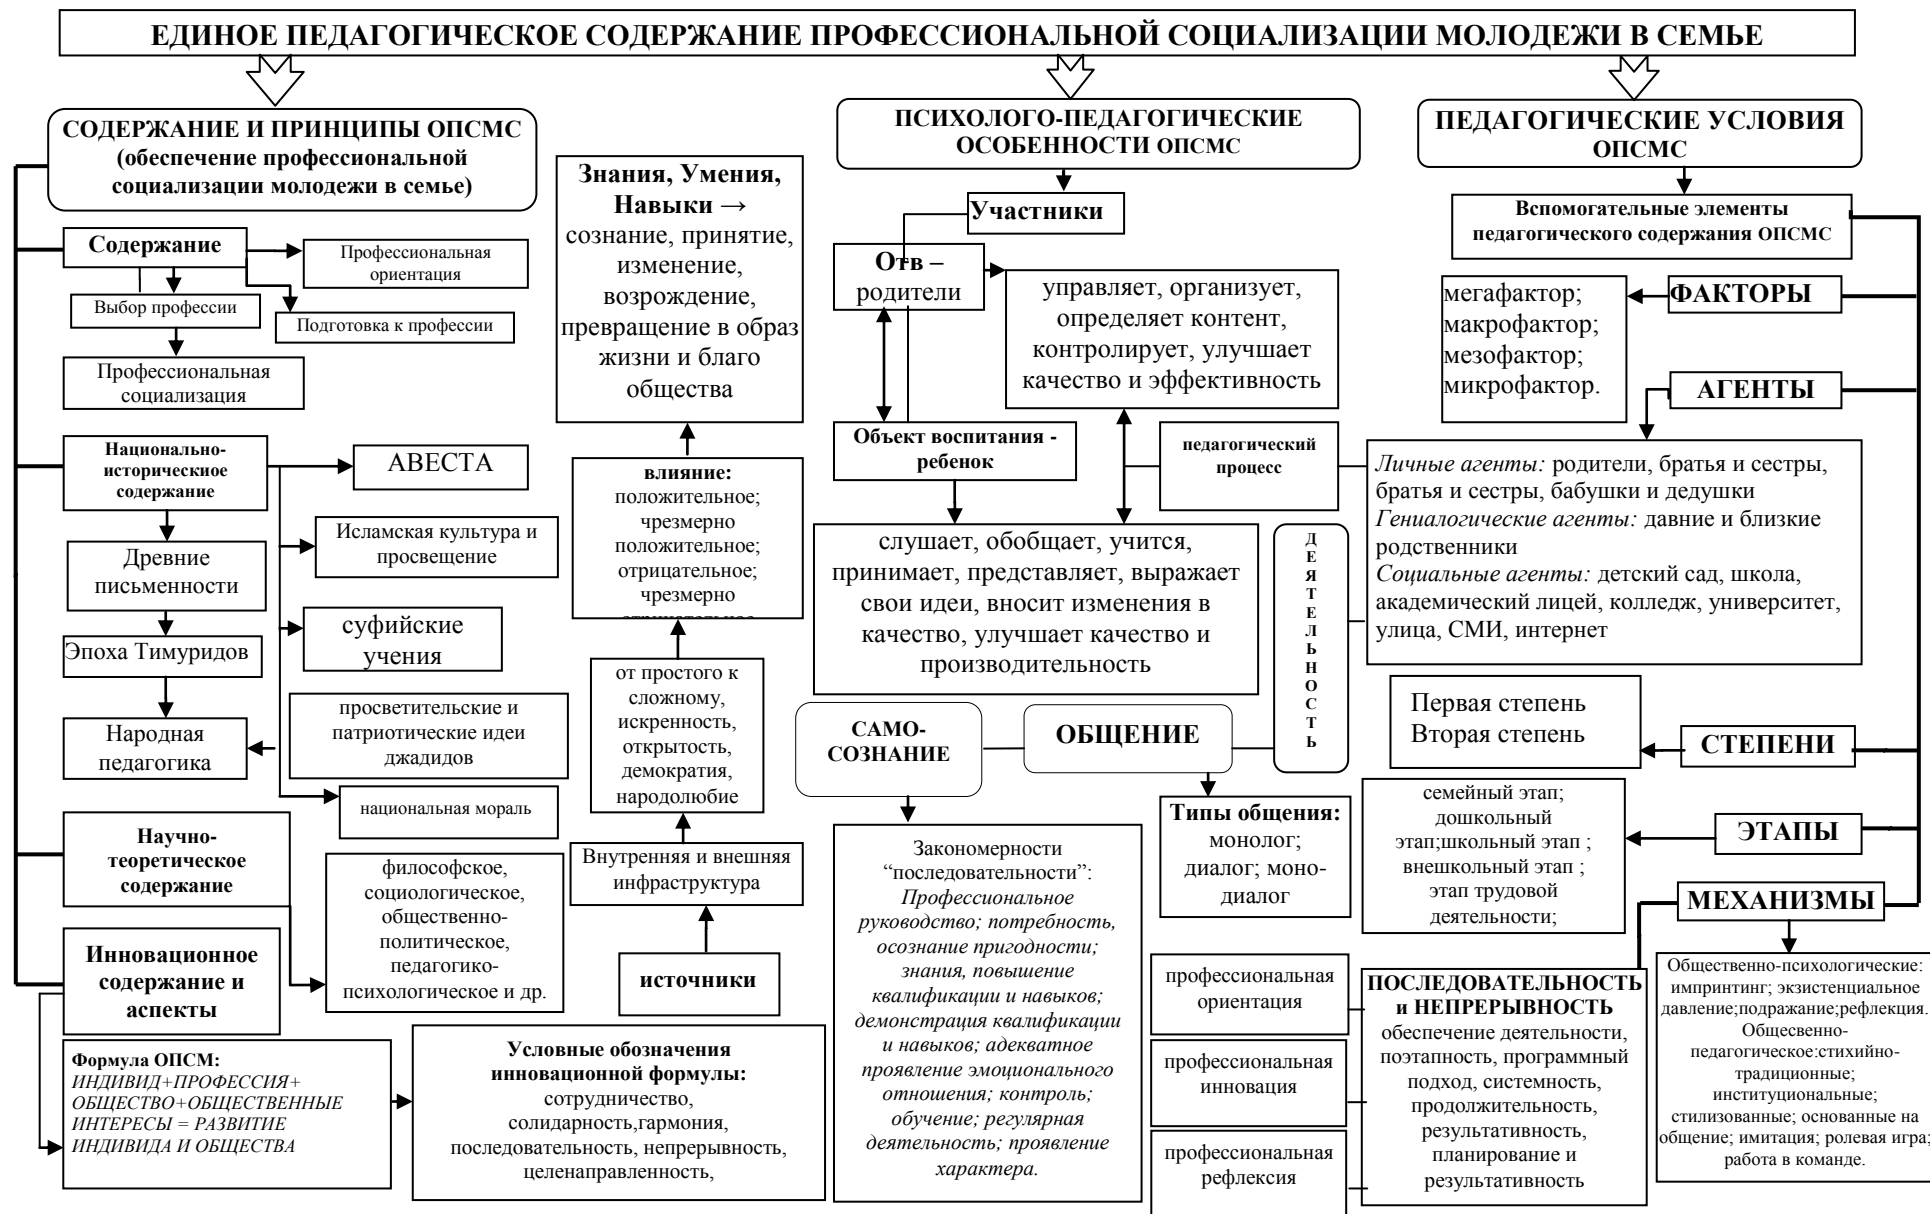 ЕДИНОЕ ПЕДАГОГИЧЕСКОЕ СОДЕРЖАНИЕ ПРОФЕССИОНАЛЬНОЙ СОЦИАЛИЗАЦИИ МОЛОДЕЖИ В СЕМЬЕ
СОДЕРЖАНИЕ И ПРИНЦИПЫ ОПСМС
(обеспечение профессиональной
социализации молодежи в семье)
Содержание
Профессиональная
ориентация
Выбор профессии
Подготовка к профессии
Профессиональная
социализация
Национально-
историческиое
содержание
АВЕСТА
Древние
письменности
Исламская культура и
просвещение
Эпоха Тимуридов
суфийские
учения
Народная
педагогика
просветительские и
патриотические идеи
джадидов
национальная мораль
Научно-
теоретическое
содержание
философское,
социологическое,
общественно-
политическое,
педагогико-
психологическое и др.
Инновационное
содержание и
аспекты
Формула ОПСМ:
ИНДИВИД+ПРОФЕССИЯ+
ОБЩЕСТВО+ОБЩЕСТВЕННЫЕ
ИНТЕРЕСЫ = РАЗВИТИЕ
ИНДИВИДА И ОБЩЕСТВА
Условные обозначения
инновационной формулы:
сотрудничество,
солидарность,гармония,
последовательность, непрерывность,
целенаправленность,
Знания, Умения,
Навыки →
сознание, принятие,
изменение,
возрождение,
превращение в образ
жизни и благо
общества
влияние:
положительное;
чрезмерно
положительное;
отрицательное;
чрезмерно
от простого к
сложному,
искренность,
открытость,
демократия,
народолюбие
Внутренняя и внешняя
инфраструктура
источники
ПСИХОЛОГО-ПЕДАГОГИЧЕСКИЕ
ОСОБЕННОСТИ ОПСМС
Участники
Отв –
родители
управляет, организует,
определяет контент,
контролирует, улучшает
качество и эффективность
Объект воспитания -
ребенок
педагогический
процесс
слушает, обобщает, учится,
принимает, представляет, выражает
свои идеи, вносит изменения в
качество, улучшает качество и
производительность
ДЕЯТЕЛЬНОСТЬ
САМО-
СОЗНАНИЕ
ОБЩЕНИЕ
Типы общения:
монолог;
диалог; моно-
диалог
Закономерности
“последовательности”:
Профессиональное
руководство; потребность,
осознание пригодности;
знания, повышение
квалификации и навыков;
демонстрация квалификации
и навыков; адекватное
проявление эмоционального
отношения; контроль;
обучение; регулярная
деятельность; проявление
характера.
ПЕДАГОГИЧЕСКИЕ УСЛОВИЯ
ОПСМС
Вспомогательные элементы
педагогического содержания ОПСМС
мегафактор;
макрофактор;
мезофактор;
микрофактор.
ФАКТОРЫ
АГЕНТЫ
Личные агенты: родители, братья и сестры,
братья и сестры, бабушки и дедушки
Гениалогические агенты: давние и близкие
родственники
Социальные агенты: детский сад, школа,
академический лицей, колледж, университет,
улица, СМИ, интернет
Первая степень
Вторая степень
СТЕПЕНИ
семейный этап;
дошкольный
этап;школьный этап ;
внешкольный этап ;
этап трудовой
деятельности;
ЭТАПЫ
МЕХАНИЗМЫ
профессиональная
ориентация
профессиональная
инновация
профессиональная
рефлексия
ПОСЛЕДОВАТЕЛЬНОСТЬ
и НЕПРЕРЫВНОСТЬ
обеспечение деятельности,
поэтапность, программный
подход, системность,
продолжительность,
результативность,
планирование и
результативность
Общественно-психологические:
импринтинг; экзистенциальное
давление;подражание;рефлекция.
Общесвенно-
педагогическое:стихийно-
традиционные;
институциональные;
стилизованные; основанные на
общение; имитация; ролевая игра;
работа в команде.